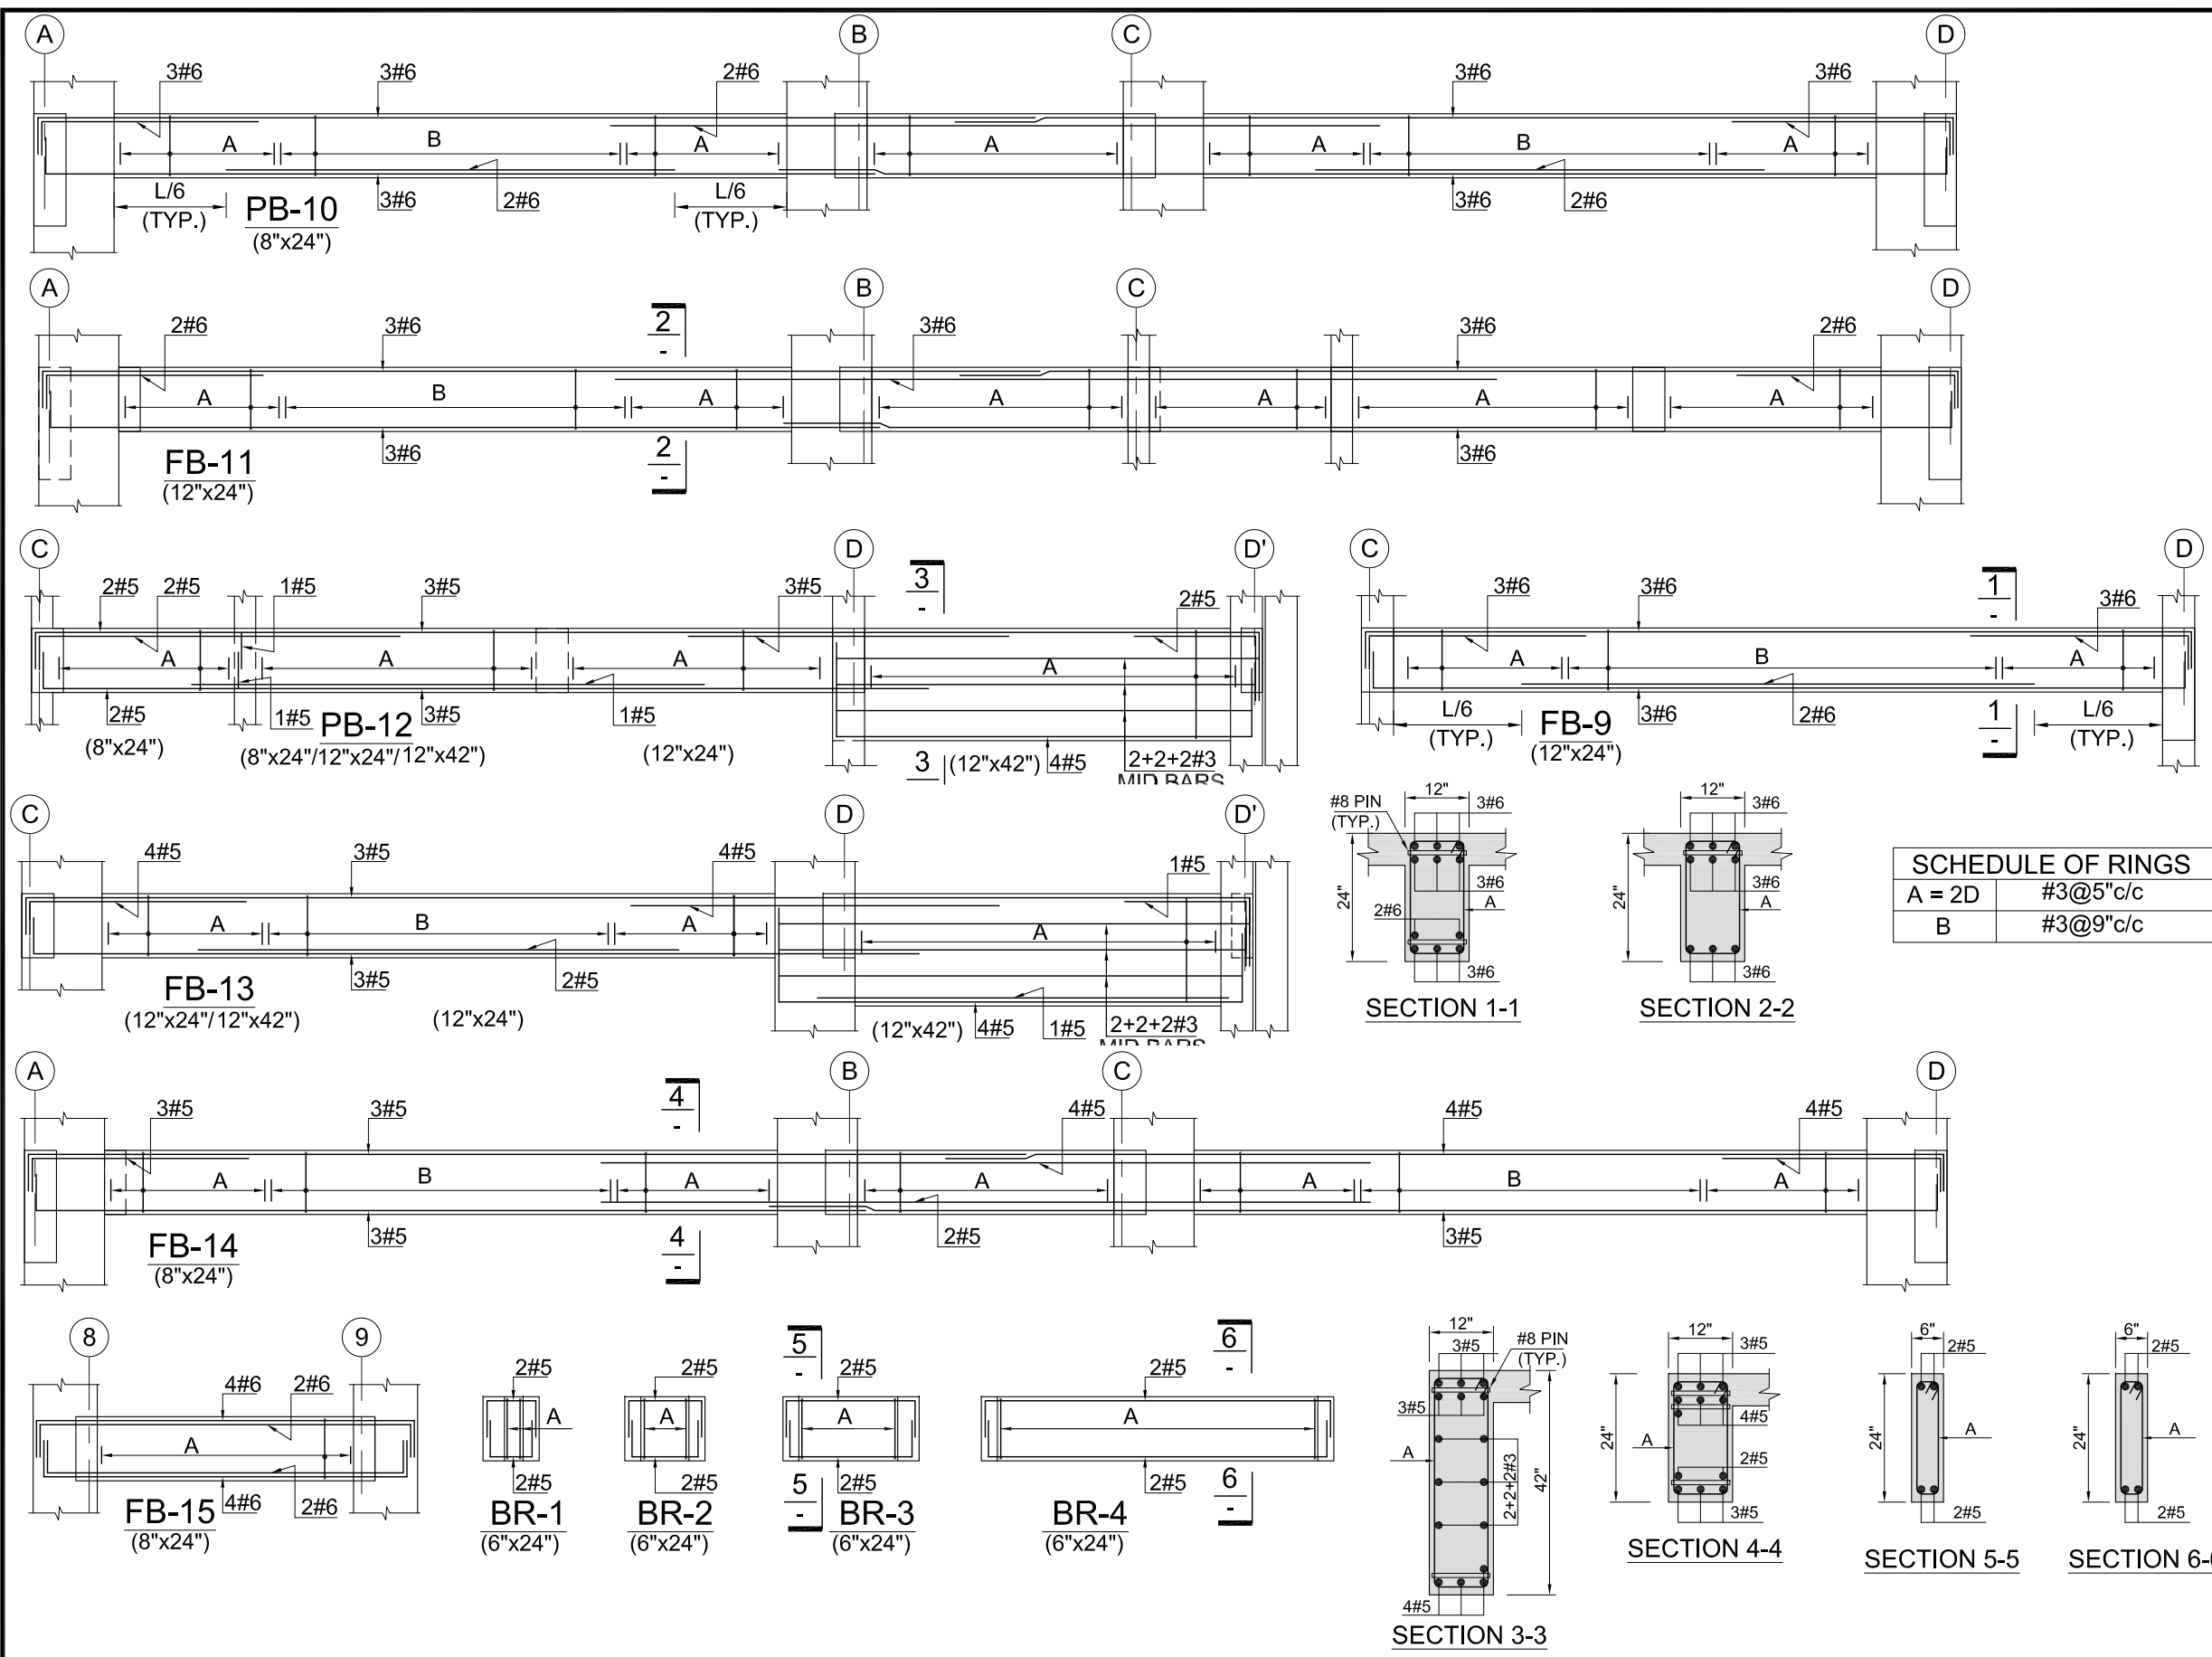 A B C D
3#6 3#6 2#6 3#6 3#6
A B A A A B A
L/6 3#6 2#6 L/6 3#6 2#6
(TYP.) PB-10 (TYP.)
(8"x24")
A B C D
2#6 3#6 2 3#6 3#6 2#6
-
A B A A A A A
3#6 2 3#6
-
FB-11
(12"x24")
C D D' C D
2#5 2#5 1#5 3#5 3#5 3 2#5 3#6 3#6 1 3#6
- -
A A A A A B A
2#5 1#5 PB-12 3#5 1#5 L/6 FB-9 3#6 2#6 1 L/6
(TYP.) - (TYP.)
(8"x24") (8"x24"/12"x24"/12"x42") (12"x24") 3 (12"x42") 4#5 2+2+2#3 (12"x24")
MID BARS
C D D'
4#5 3#5 4#5 1#5
A B A A
3#5 2#5
FB-13
(12"x24"/12"x42") (12"x24") (12"x42") 4#5 1#5 2+2+2#3
MID BARS
#8 PIN 12" 3#6
(TYP.)
24" 3#6
2#6 A
3#6
SECTION 1-1
12" 3#6
24" 3#6
A
3#6
SECTION 2-2
SCHEDULE OF RINGS
A = 2D #3@5"c/c
B #3@9"c/c
A B C D
3#5 3#5 4 4#5 4#5 4#5
-
A B A A A B A
3#5 4 2#5 3#5
-
FB-14
(8"x24")
8 9
4#6 2#6
A
4#6 2#6
FB-15
(8"x24")
2#5
A
2#5
BR-1
(6"x24")
2#5
A
2#5
BR-2
(6"x24")
5
-
2#5
A
2#5
5
-
BR-3
(6"x24")
6
-
2#5
A
2#5
6
-
BR-4
(6"x24")
12"
3#5 #8 PIN
(TYP.)
3#5
A 2+2+2#3 42"
4#5
SECTION 3-3
12" 3#5
24" 4#5
A 2#5
3#5
SECTION 4-4
6" 2#5
24" A
2#5
SECTION 5-5
6" 2#5
24" A
2#5
SECTION 6-